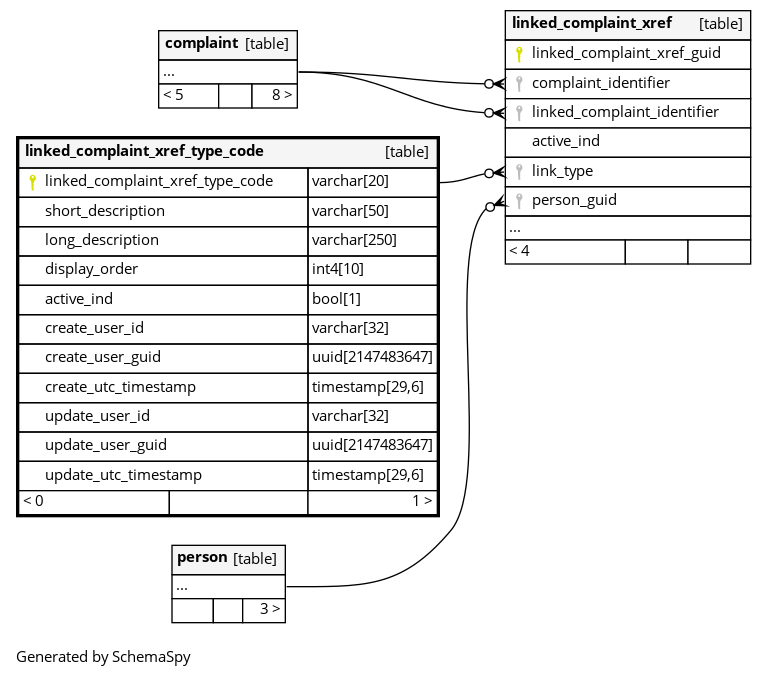 complaint [table]
...
< 5 8 >
linked_complaint_xref [table]
linked_complaint_xref_guid
complaint_identifier
linked_complaint_identifier
active_ind
link_type
person_guid
...
< 4
linked_complaint_xref_type_code [table]
linked_complaint_xref_type_code varchar[20]
short_description varchar[50]
long_description varchar[250]
display_order int4[10]
active_ind bool[1]
create_user_id varchar[32]
create_user_guid uuid[2147483647]
create_utc_timestamp timestamp[29,6]
update_user_id varchar[32]
update_user_guid uuid[2147483647]
update_utc_timestamp timestamp[29,6]
< 0 1 >
person [table]
...
3 >
Generated by SchemaSpy